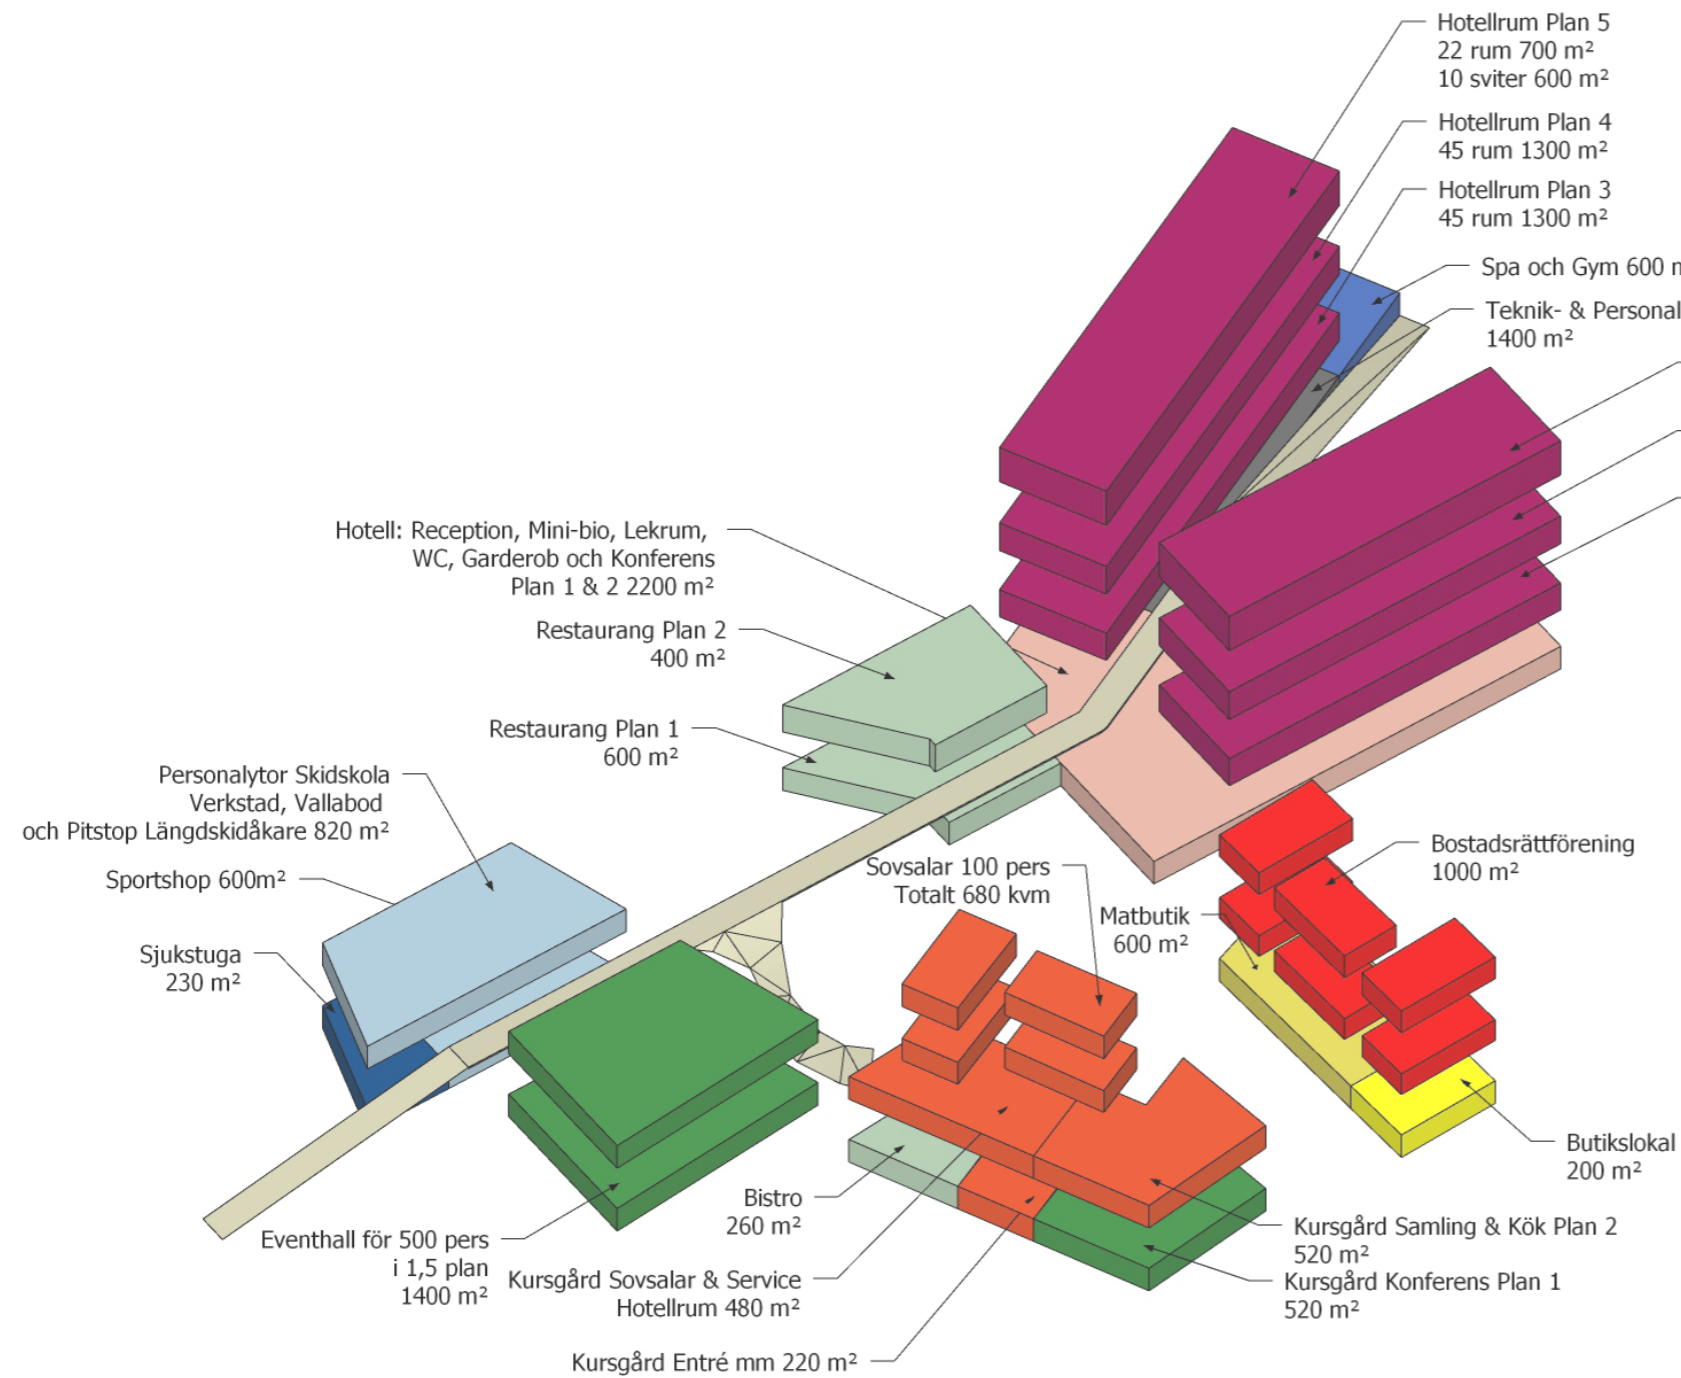 Hotellrum Plan 5
22 rum 700 m²
10 sviter 600 m²
Hotellrum Plan 4
45 rum 1300 m²
Hotellrum Plan 3
45 rum 1300 m²
Spa och Gym 600
Teknik- & Personal
1400 m²
Hotell: Reception, Mini-bio, Lekrum,
WC, Garderob och Konferens
Plan 1 & 2 2200 m²
Restaurang Plan 2
400 m²
Restaurang Plan 1
600 m²
Personalytor Skidskola
Verkstad, Vallabod
och Pitstop Längdskidåkare 820 m²
Sportshop 600m²
Sjukstuga
230 m²
Sovsalar 100 pers
Totalt 680 kvm
Matbutik
600 m²
Bostadsrättförening
1000 m²
Butikslokal
200 m²
Bistro
260 m²
Eventhall för 500 pers
i 1,5 plan
1400 m²
Kursgård Sovsalar & Service
Hotellrum 480 m²
Kursgård Entré mm 220 m²
Kursgård Samling & Kök Plan 2
520 m²
Kursgård Konferens Plan 1
520 m²